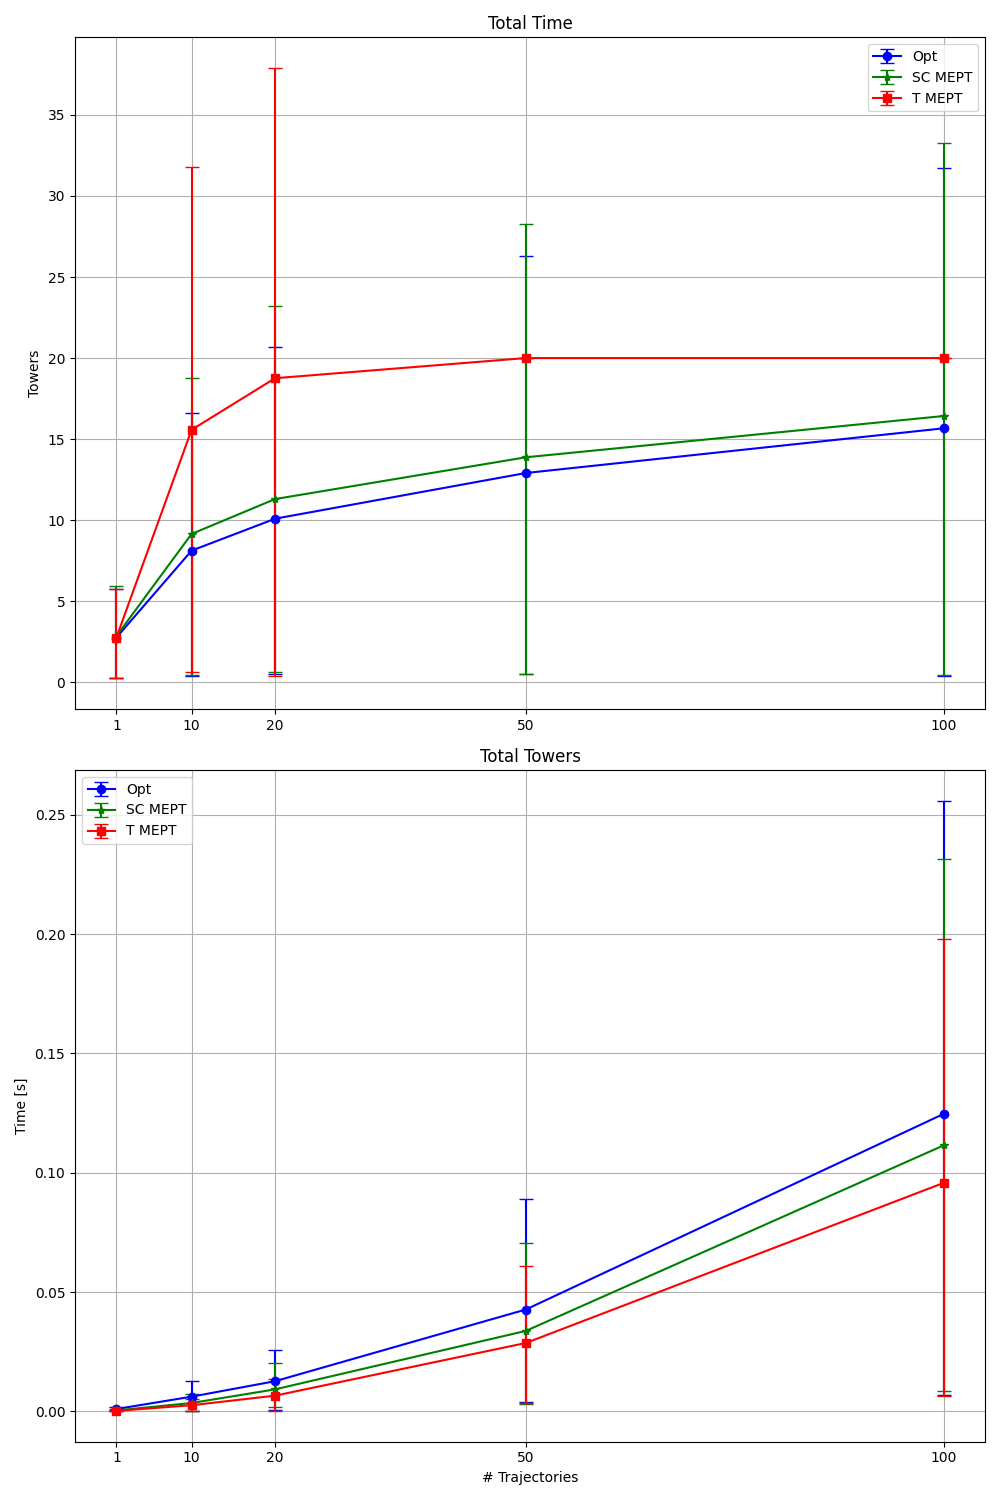 Total Time
Opt
SC MEPT
T MEPT
Towers
35
30
25
20
15
10
5
0
1 10 20 50 100
Total Towers
Opt
SC MEPT
T MEPT
Time [s]
0.25
0.20
0.15
0.10
0.05
0.00
1 10 20 50 100
# Trajectories